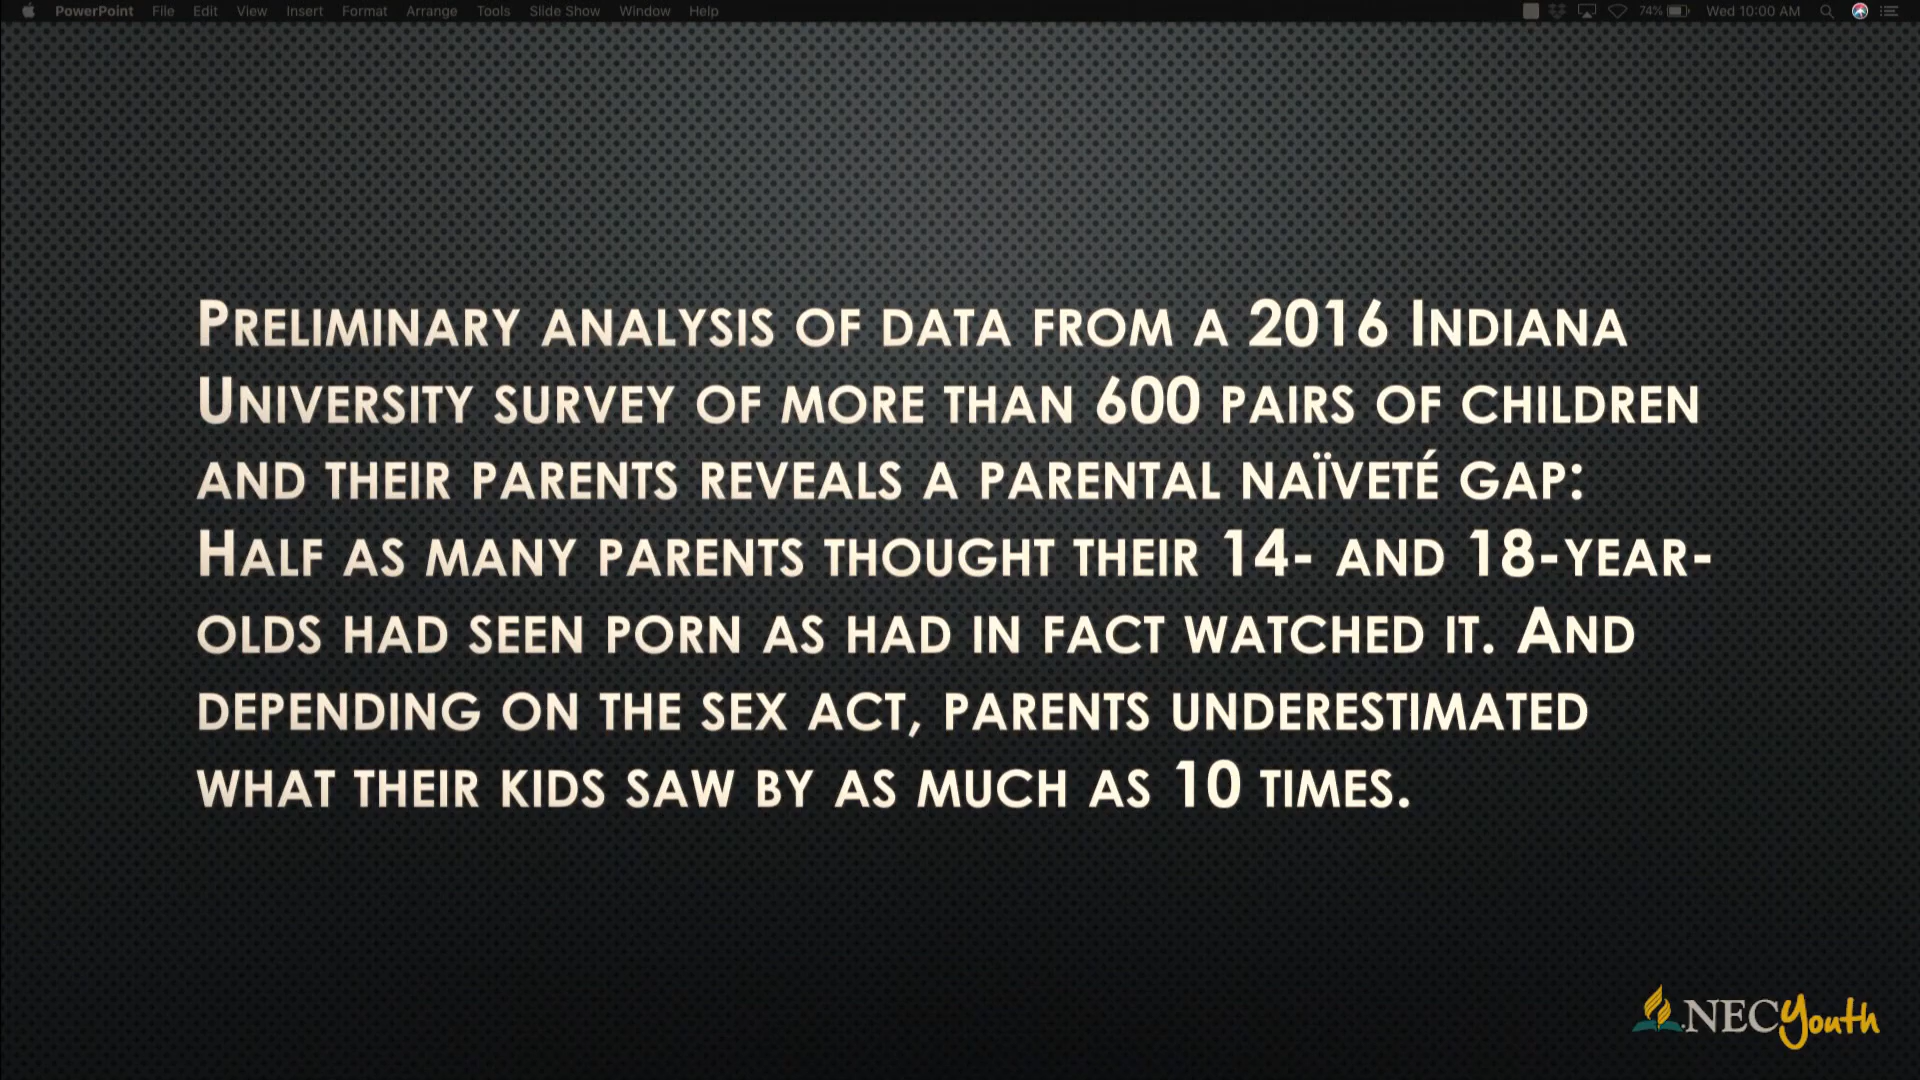 PowerPoint File Edit View Insert Format Arrange Tools Slide Show Window Help 74% Wed 10:00 AM
PRELIMINARY ANALYSIS OF DATA FROM A 2016 INDIANA
UNIVERSITY SURVEY OF MORE THAN 600 PAIRS OF CHILDREN
AND THEIR PARENTS REVEALS A PARENTAL NAÏVETÉ GAP:
HALF AS MANY PARENTS THOUGHT THEIR 14- AND 18-YEAR-
OLDS HAD SEEN PORN AS HAD IN FACT WATCHED IT. AND
DEPENDING ON THE SEX ACT, PARENTS UNDERESTIMATED
WHAT THEIR KIDS SAW BY AS MUCH AS 10 TIMES.
NECYouth